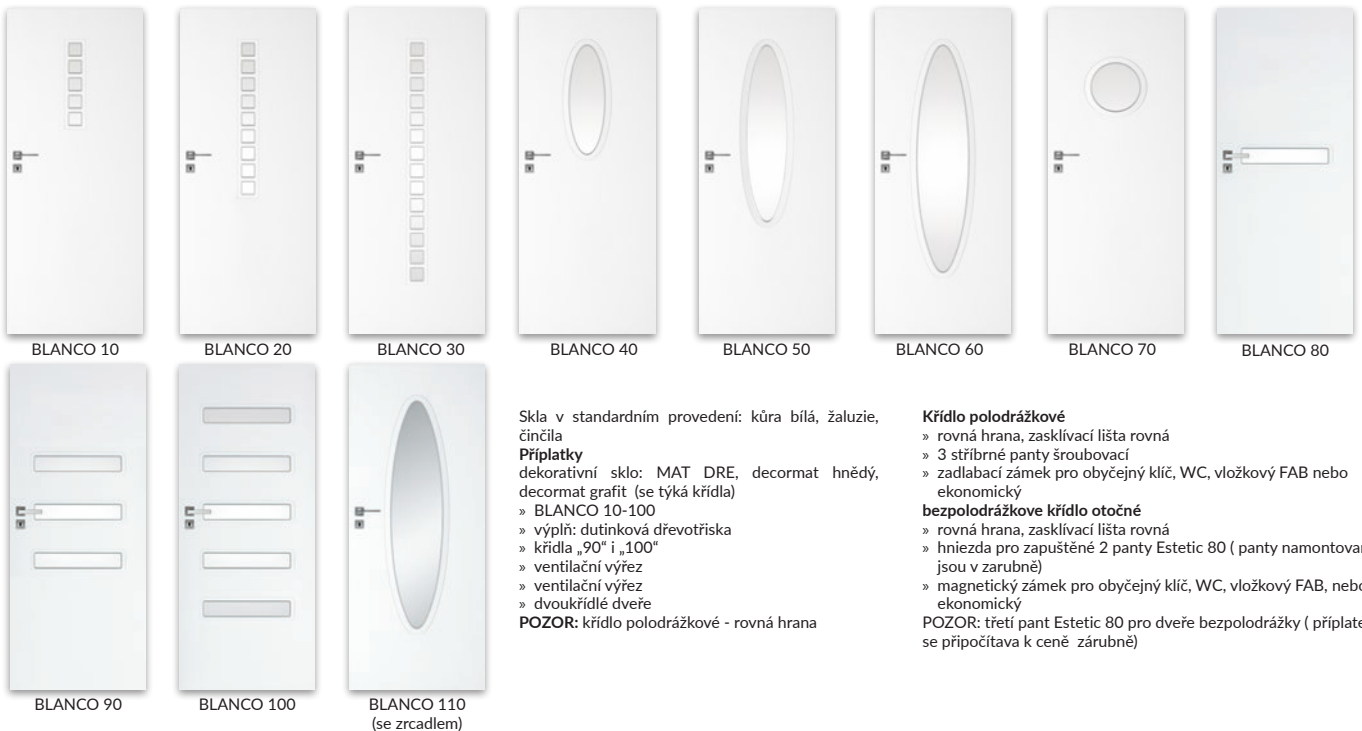 BLANCO 10
BLANCO 20
BLANCO 30
BLANCO 40
BLANCO 50
BLANCO 60
BLANCO 70
BLANCO 80
BLANCO 90
BLANCO 100
BLANCO 110
(se zrcadlem)
Skla v standardním provedení: kůra bílá, žaluzie,
činčila
Příplatky
dekorativní sklo: MAT DRE, decormat hnědý,
decormat grafit (se týká křídla)
» BLANCO 10-100
» výplň: dutinková dřevotřiska
» křidla „90“ i „100“
» ventilační výřez
» ventilační výřez
» dvoukřídlé dveře
POZOR: křídlo polodrážkové - rovná hrana
Křídlo polodrážkové
» rovná hrana, zasklívací lišta rovná
» 3 stříbrné panty šroubovací
» zadlabací zámek pro obyčejný klíč, WC, vložkový FAB nebo
ekonomický
bezpolodrážkove křídlo otočné
» rovná hrana, zasklívací lišta rovná
» hniezda pro zapuštěné 2 panty Estetic 80 ( panty
jsou v zarubně)
» magnetický zámek pro obyčejný klíč, WC, vložkový FAB,
ekonomický
POZOR: třetí pant Estetic 80 pro dveře bezpolodrážky (
se připočítava k ceně zárubně)